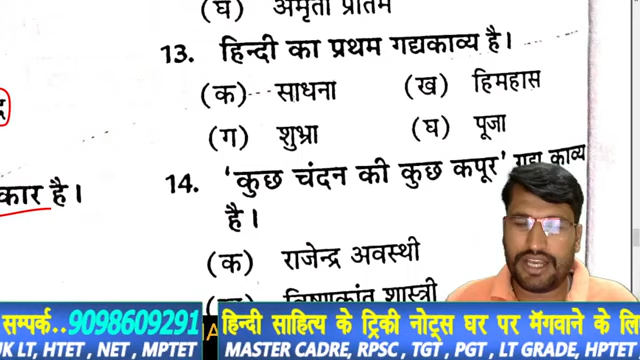 (घ) अमृता प्रीतम
13. हिन्दी का प्रथम गद्यकाव्य है।
(क) साधना (ख) हिमहास
(ग) शुभ्रा (घ) पूजा
कार है।
14. 'कुछ चंदन की कुछ कपूर' गद्य काव्य
है।
(क) राजेन्द्र अवस्थी
विष्णुकांत शास्त्री
सम्पर्क..9098609291 हिन्दी साहित्य के ट्रिकी नोट्स घर पर मँगवाने के लि
UK LT, HTET, NET, MPTET MASTER CADRE, RPSC, TGT, PGT, LT GRADE, HPTET